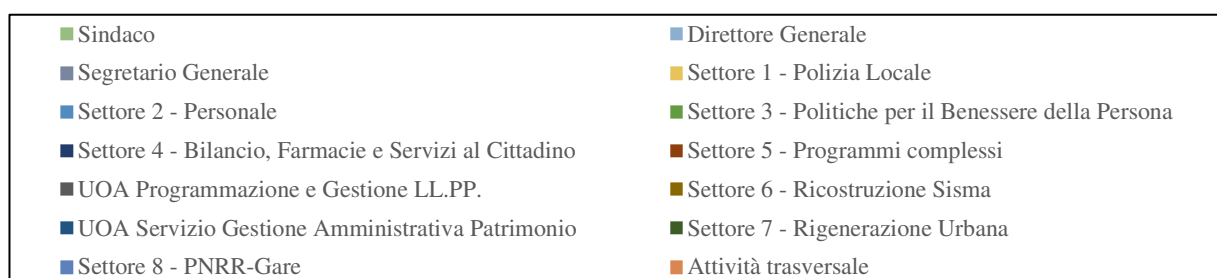 Sindaco
Direttore Generale
Segretario Generale
Settore 1 - Polizia Locale
Settore 2 - Personale
Settore 3 - Politiche per il Benessere della Persona
Settore 4 - Bilancio, Farmacie e Servizi al Cittadino
Settore 5 - Programmi complessi
UOA Programmazione e Gestione LL.PP.
Settore 6 - Ricostruzione Sisma
UOA Servizio Gestione Amministrativa Patrimonio
Settore 7 - Rigenerazione Urbana
Settore 8 - PNRR-Gare
Attività trasversale